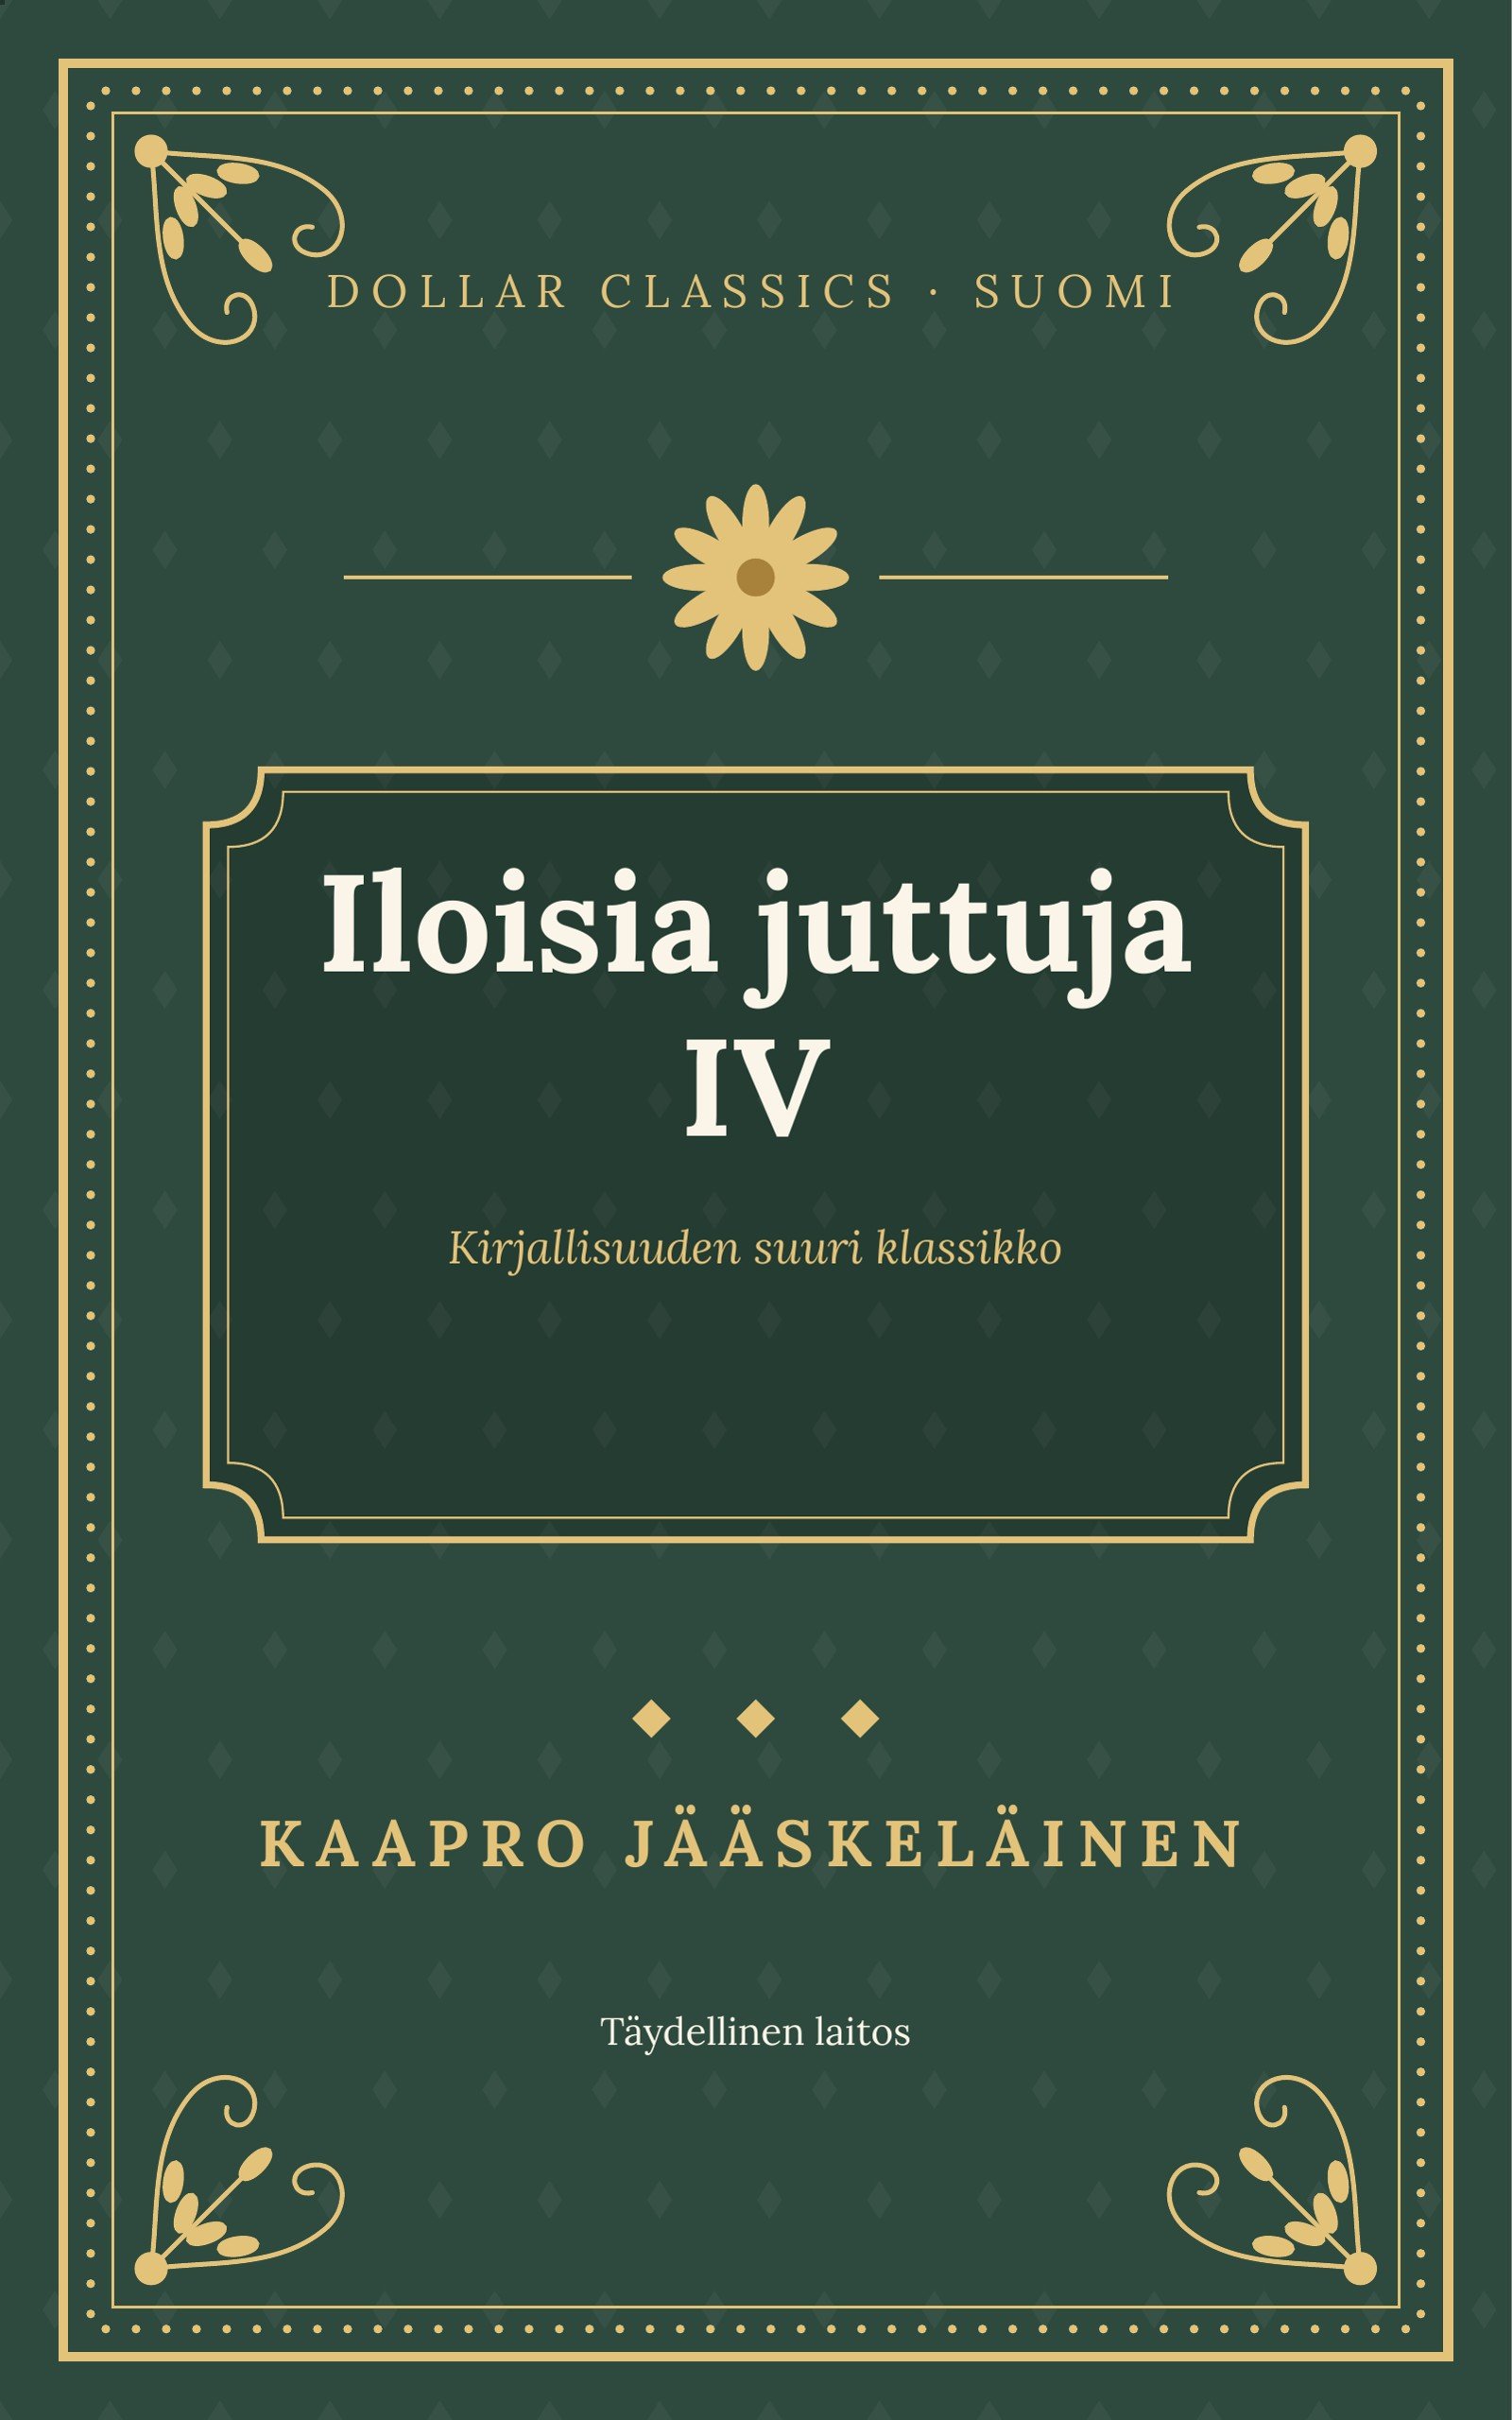 DOLLAR CLASSICS · SUOMI
Iloisia juttuja
IV
Kirjallisuuden suuri klassikko
KAAPRO JÄÄSKELÄINEN
Täydellinen laitos